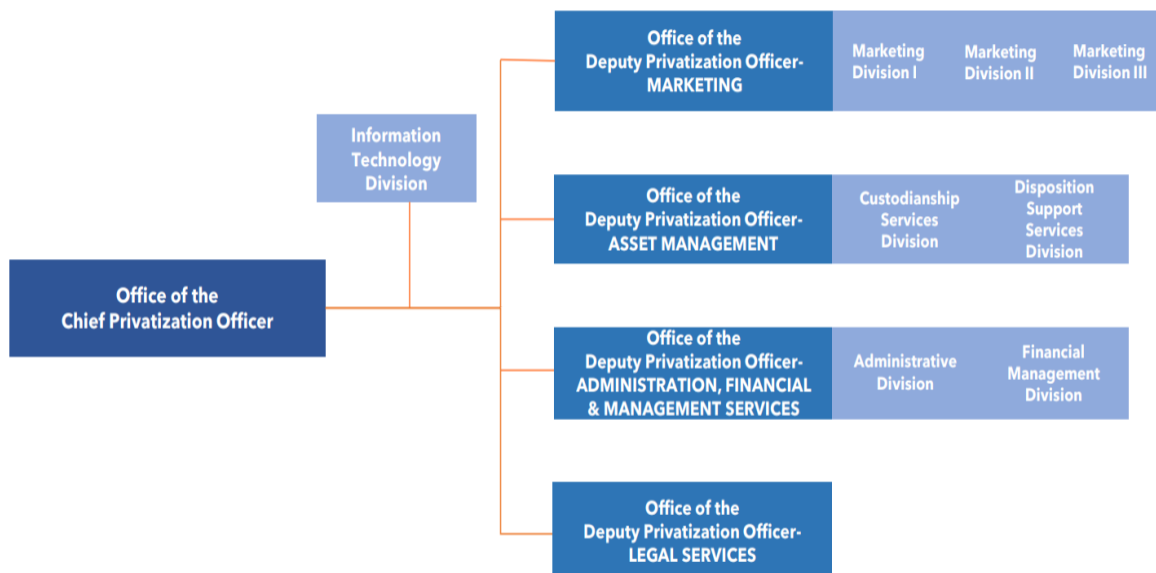 Office of the
Chief Privatization Officer
Information
Technology
Division
Office of the
Deputy Privatization Officer-
MARKETING
Marketing
Division I
Marketing
Division II
Marketing
Division III
Office of the
Deputy Privatization Officer-
ASSET MANAGEMENT
Custodianship
Services
Division
Disposition
Support
Services
Division
Office of the
Deputy Privatization Officer-
ADMINISTRATION, FINANCIAL
& MANAGEMENT SERVICES
Administrative
Division
Financial
Management
Division
Office of the
Deputy Privatization Officer-
LEGAL SERVICES